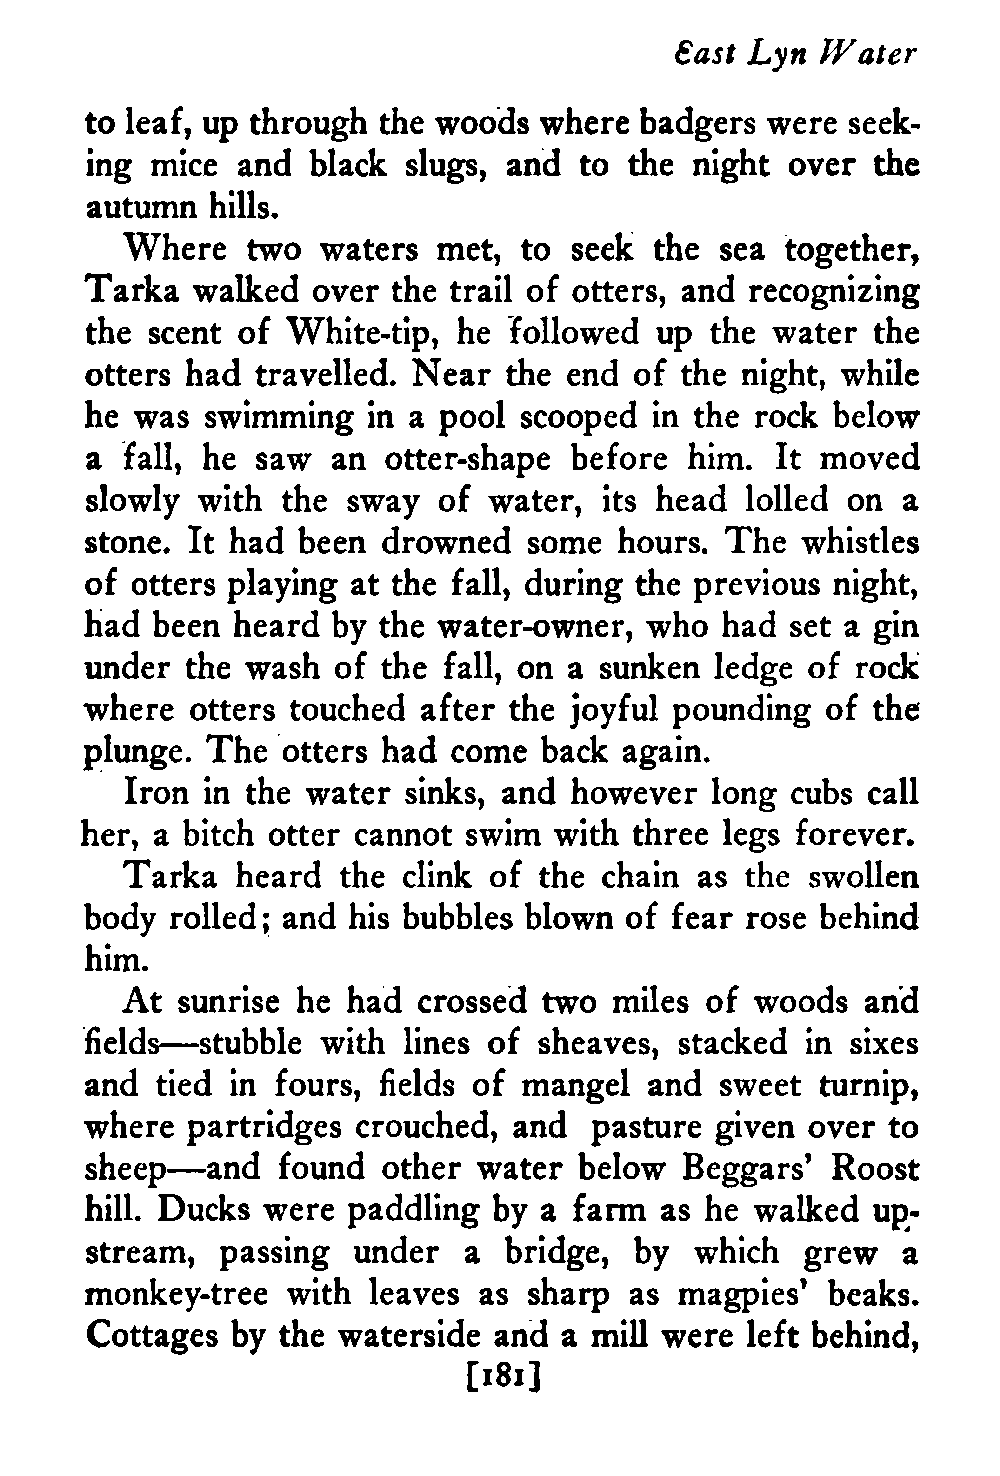 East Lyn Water
to leaf, up through the woods where badgers were seek-
ing mice and black slugs, and to the night over the
autumn hills.
Where two waters met, to seek the sea together,
Tarka walked over the trail of otters, and recognizing
the scent of White-tip, he followed up the water the
otters had travelled. Near the end of the night, while
he was swimming in a pool scooped in the rock below
a fall, he saw an otter-shape before him. It moved
slowly with the sway of water, its head lolled on a
stone. It had been drowned some hours. The whistles
of otters playing at the fall, during the previous night,
had been heard by the water-owner, who had set a gin
under the wash of the fall, on a sunken ledge of rock
where otters touched after the joyful pounding of the
plunge. The otters had come back again.
Iron in the water sinks, and however long cubs call
her, a bitch otter cannot swim with three legs forever.
Tarka heard the clink of the chain as the swollen
body rolled; and his bubbles blown of fear rose behind
him.
At sunrise he had crossed two miles of woods and
fields—stubble with lines of sheaves, stacked in sixes
and tied in fours, fields of mangel and sweet turnip,
where partridges crouched, and pasture given over to
sheep—and found other water below Beggars' Roost
hill. Ducks were paddling by a farm as he walked up-
stream, passing under a bridge, by which grew a
monkey-tree with leaves as sharp as magpies' beaks.
Cottages by the waterside and a mill were left behind,
[181]